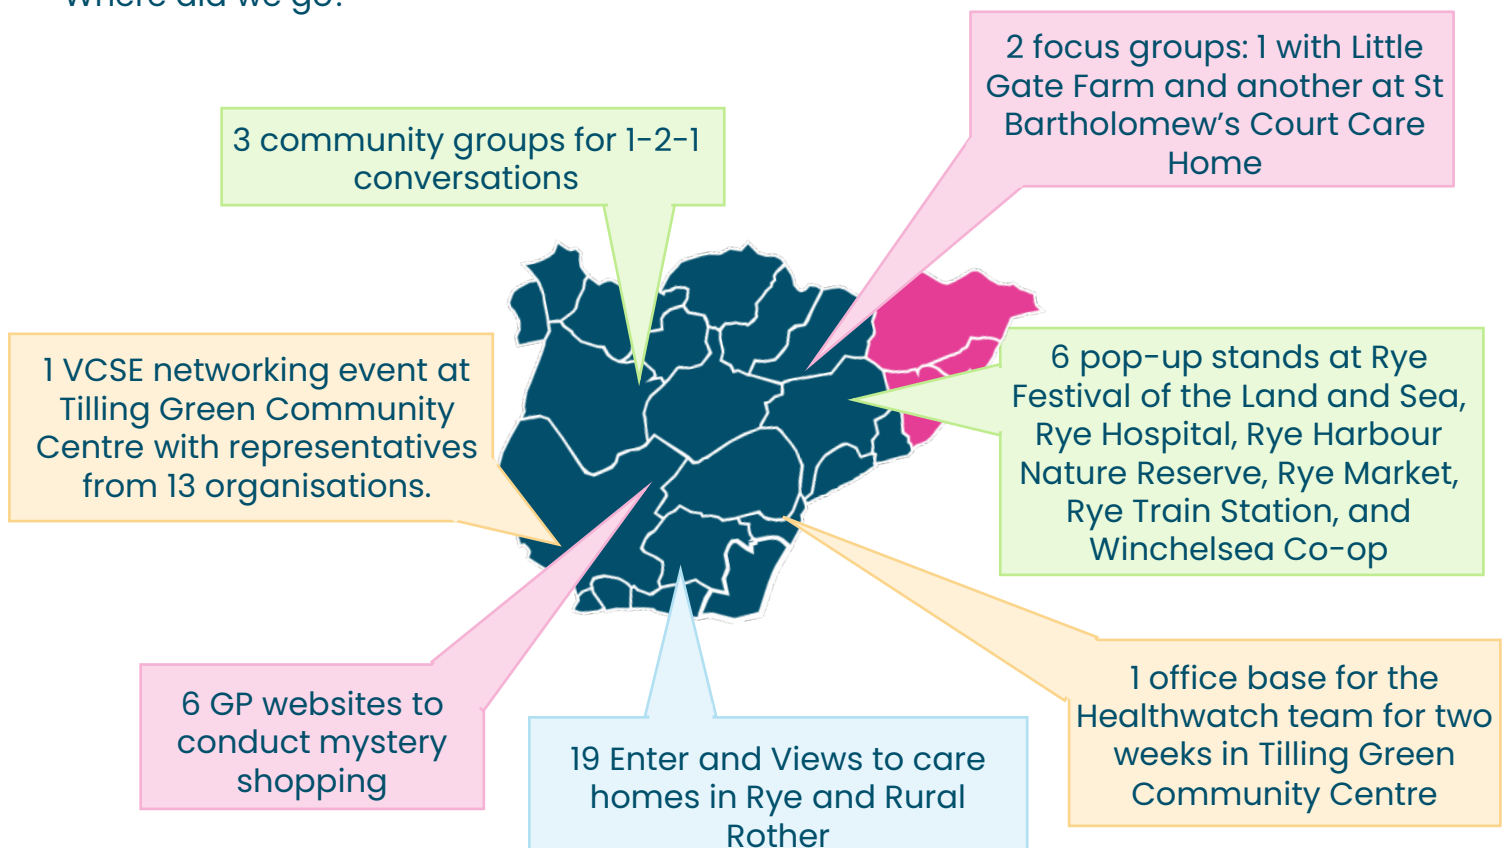 Where did we go?
2 focus groups: 1 with Little
Gate Farm and another at St
Bartholomew's Court Care
Home
3 community groups for 1-2-1
conversations
1 VCSE networking event at
Tilling Green Community
Centre with representatives
from 13 organisations.
6 pop-up stands at Rye
Festival of the Land and Sea,
Rye Hospital, Rye Harbour
Nature Reserve, Rye Market,
Rye Train Station, and
Winchelsea Co-op
6 GP websites to
conduct mystery
shopping
19 Enter and Views to care
homes in Rye and Rural
Rother
1 office base for the
Healthwatch team for two
weeks in Tilling Green
Community Centre